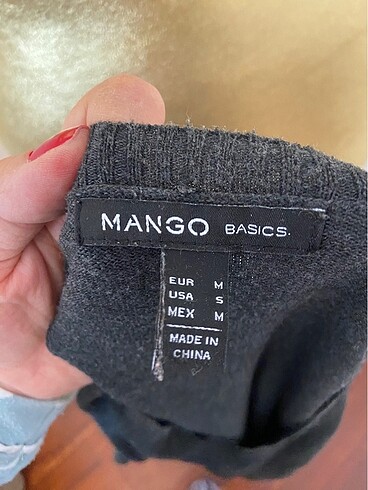 MANGO BASICS.
EUR M
USA S
MEX M
MADE IN
CHINA